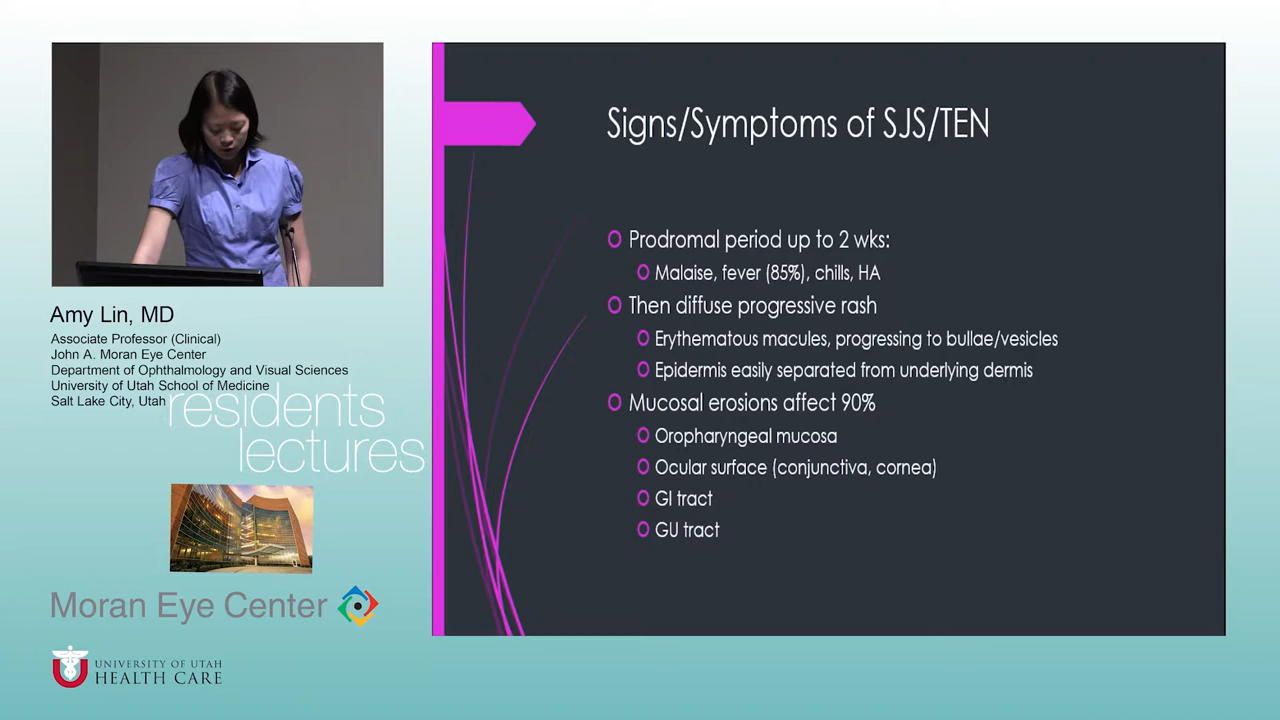 Signs/Symptoms of SJS/TEN
Prodromal period up to 2 wks:
Malaise, fever (85%), chills, HA
Then diffuse progressive rash
Erythematous macules, progressing to bullae/vesicles
Epidermis easily separated from underlying dermis
Mucosal erosions affect 90%
Oropharyngeal mucosa
Ocular surface (conjunctiva, cornea)
GI tract
GU tract
Amy Lin, MD
Associate Professor (Clinical)
John A. Moran Eye Center
Department of Ophthalmology and Visual Sciences
University of Utah School of Medicine
Salt Lake City, Utah
residents
lectures
Moran Eye Center
U
UNIVERSITY OF UTAH
HEALTH CARE